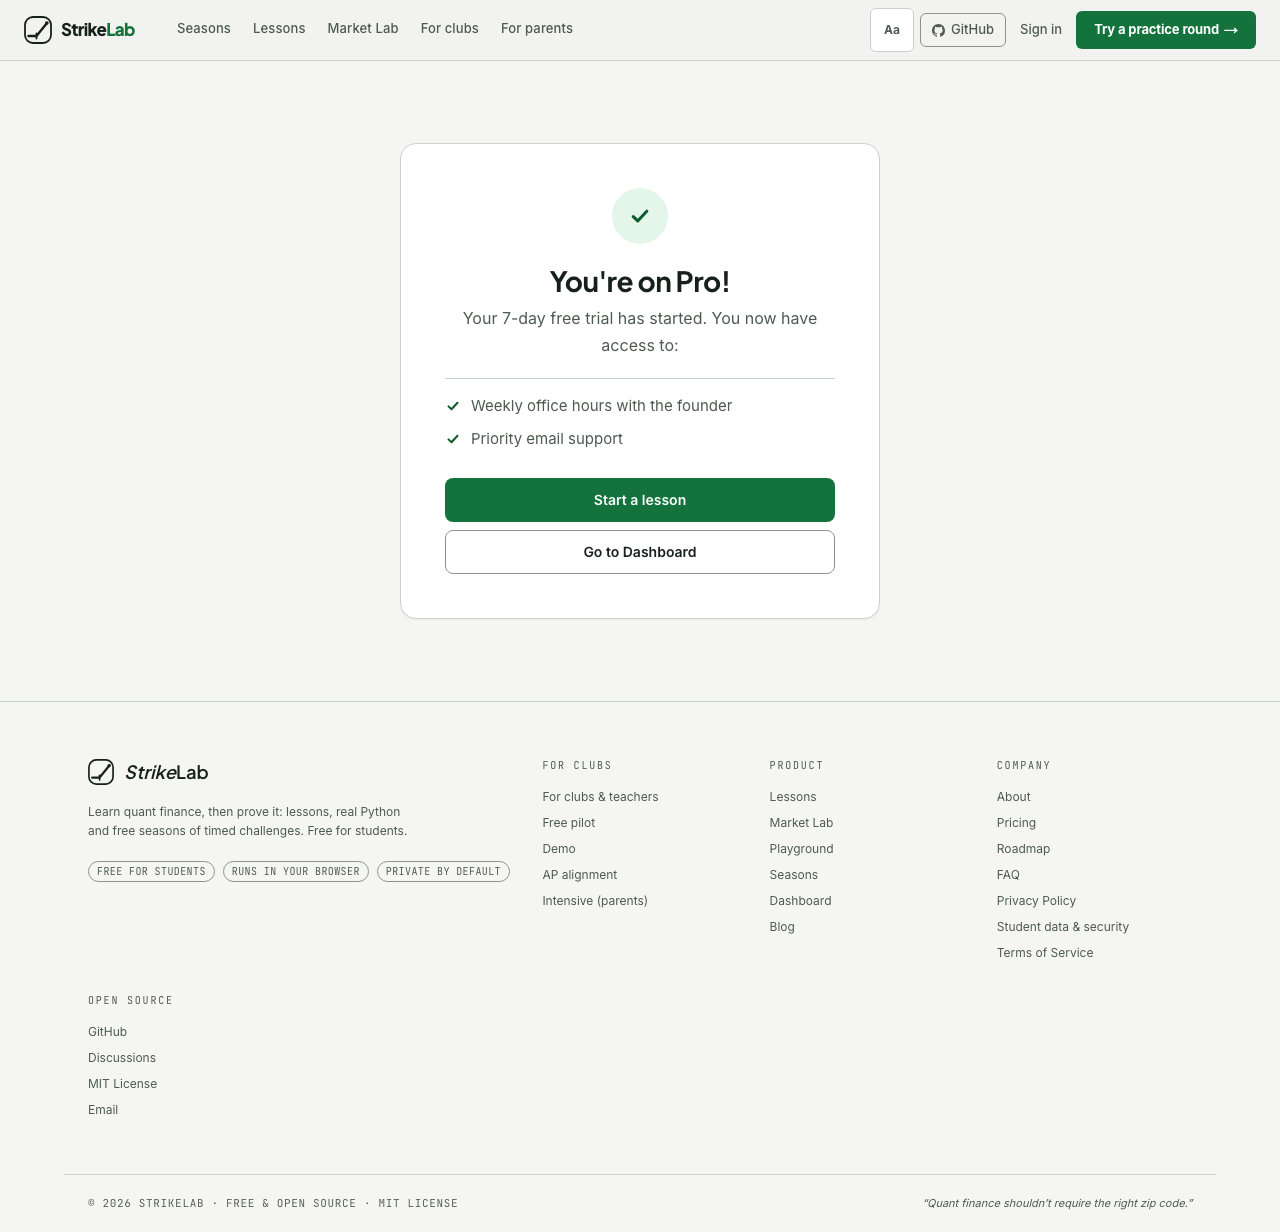 StrikeLab
Seasons
Lessons
Market Lab
For clubs
For parents
Aa
GitHub
Sign in
Try a practice round →
You're on Pro!
Your 7-day free trial has started. You now have
access to:
Weekly office hours with the founder
Priority email support
Start a lesson
Go to Dashboard
StrikeLab
Learn quant finance, then prove it: lessons, real Python
and free seasons of timed challenges. Free for students.
FREE FOR STUDENTS
RUNS IN YOUR BROWSER
PRIVATE BY DEFAULT
FOR CLUBS
For clubs & teachers
Free pilot
Demo
AP alignment
Intensive (parents)
PRODUCT
Lessons
Market Lab
Playground
Seasons
Dashboard
Blog
COMPANY
About
Pricing
Roadmap
FAQ
Privacy Policy
Student data & security
Terms of Service
OPEN SOURCE
GitHub
Discussions
MIT License
Email
© 2026 STRIKELAB · FREE & OPEN SOURCE · MIT LICENSE
“Quant finance shouldn’t require the right zip code.”